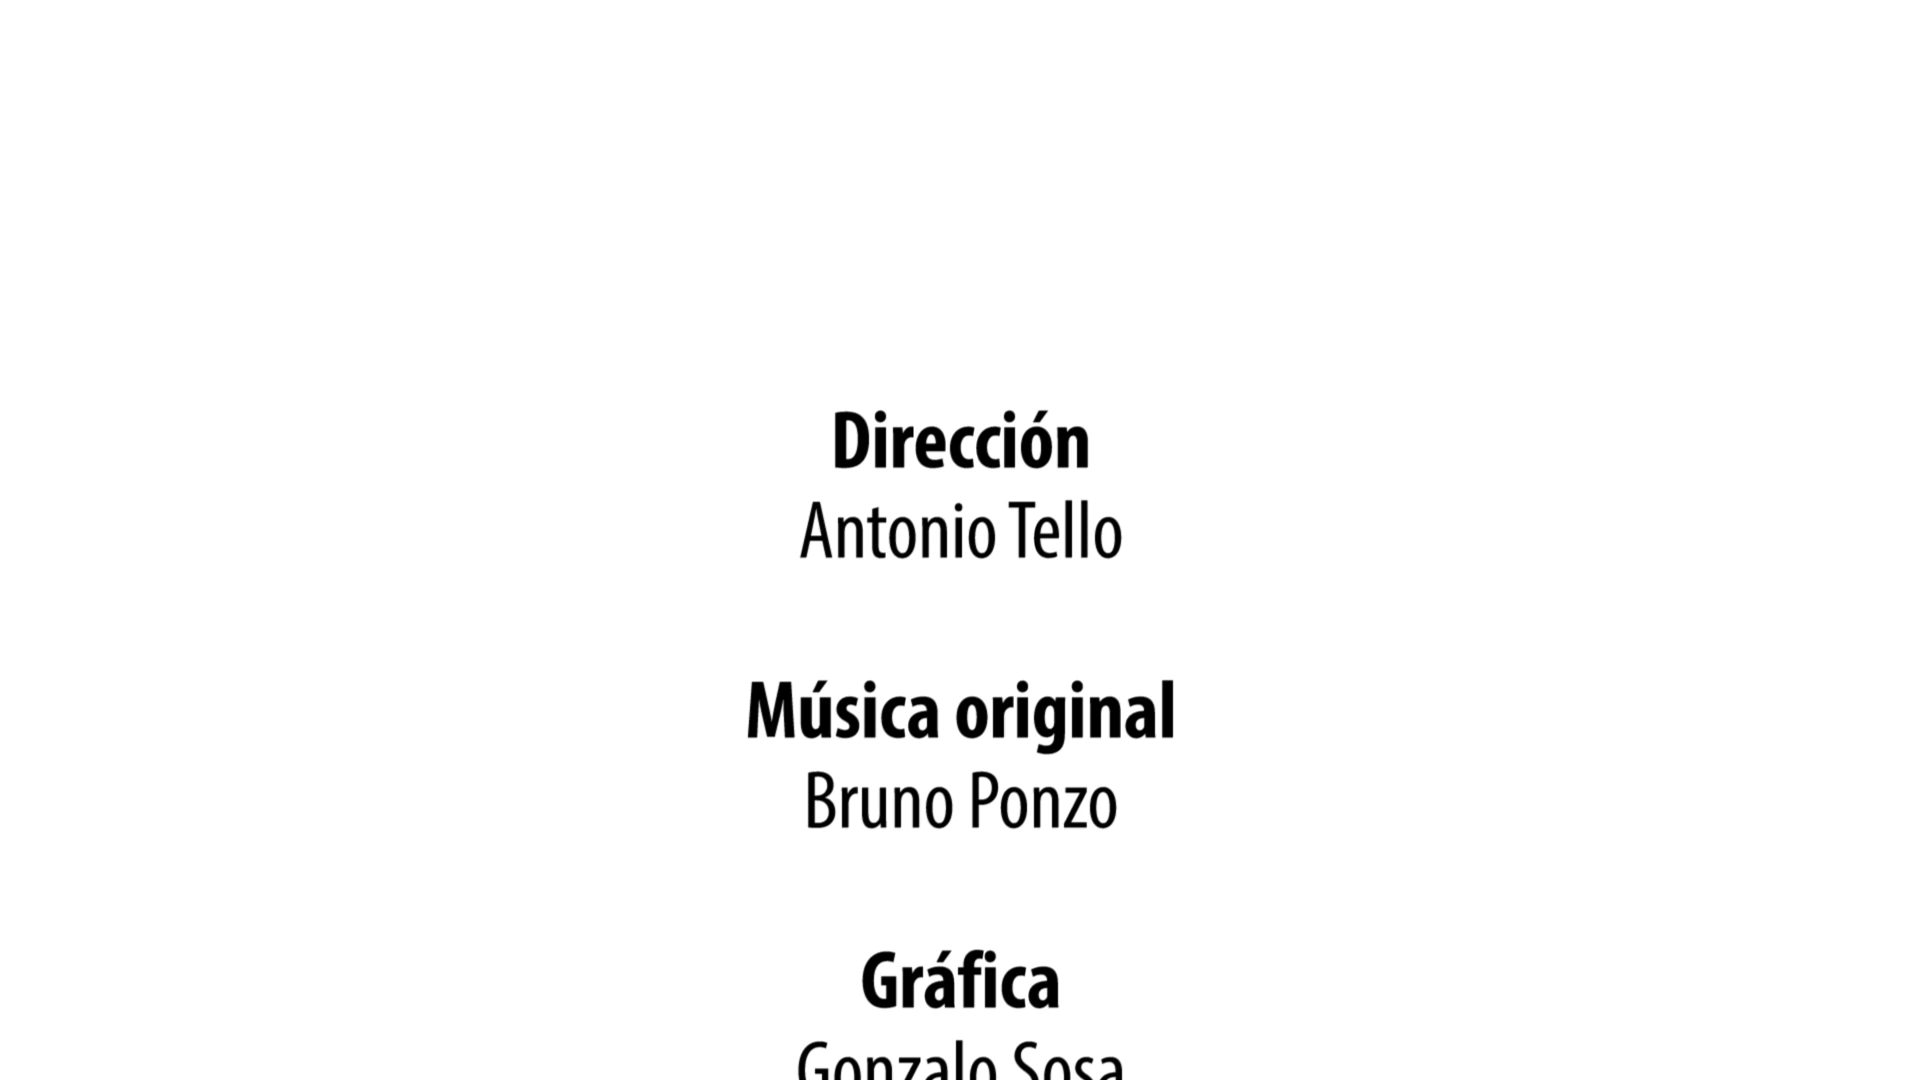 Dirección
Antonio Tello
Música original
Bruno Ponzo
Gráfica
Gonzalo Sosa